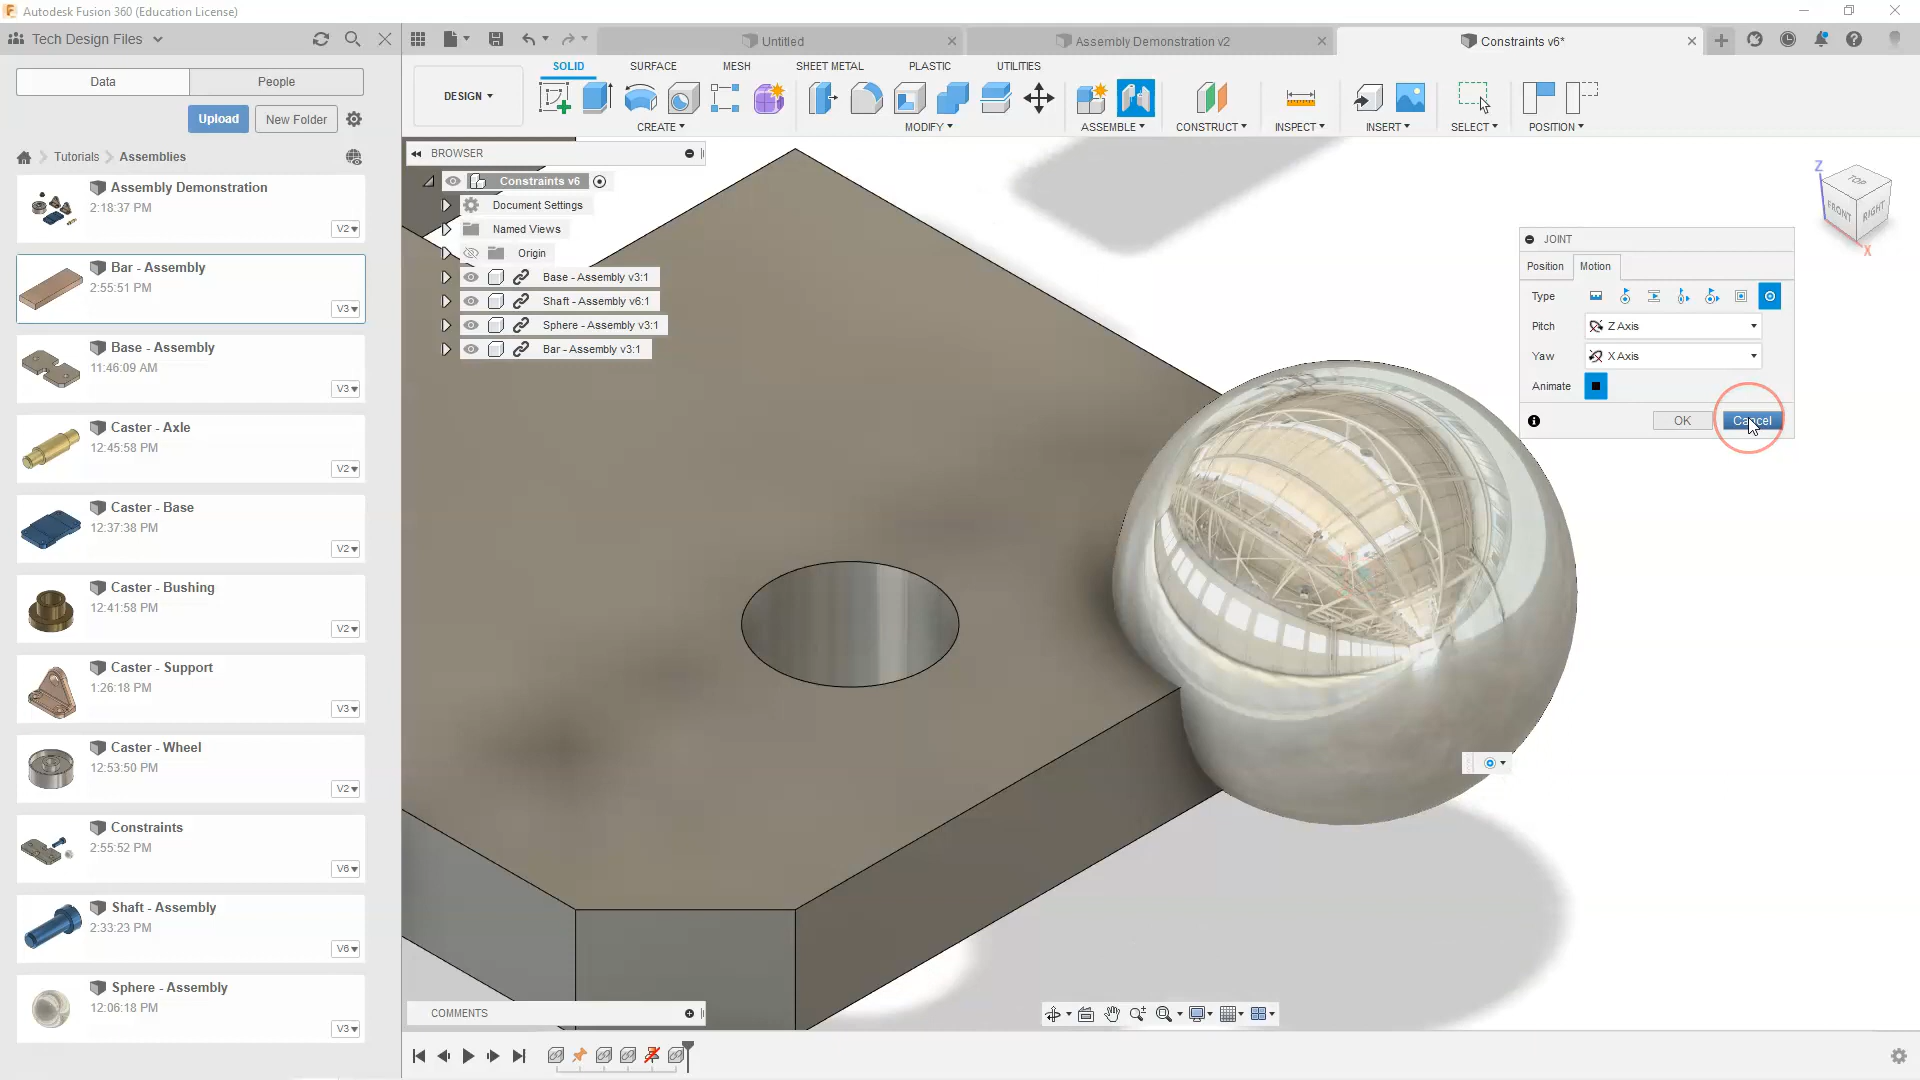 Autodesk Fusion 360 (Education License)
Tech Design Files
Untitled
Assembly Demonstration v2
Constraints v6*
Data
People
SOLID
SURFACE
MESH
SHEET METAL
PLASTIC
UTILITIES
DESIGN
Upload
New Folder
CREATE
MODIFY
ASSEMBLE
CONSTRUCT
INSPECT
INSERT
SELECT
POSITION
Tutorials
Assemblies
BROWSER
Constraints v6
Document Settings
Named Views
Origin
Base - Assembly v3:1
Shaft - Assembly v6:1
Sphere - Assembly v3:1
Bar - Assembly v3:1
Assembly Demonstration
2:18:37 PM
V2
Bar - Assembly
2:55:51 PM
V3
Base - Assembly
11:46:09 AM
V3
Caster - Axle
12:45:58 PM
V2
Caster - Base
12:37:38 PM
V2
Caster - Bushing
12:41:58 PM
V2
Caster - Support
1:26:18 PM
V3
Caster - Wheel
12:53:50 PM
V2
Constraints
2:55:52 PM
V6
Shaft - Assembly
2:33:23 PM
V6
Sphere - Assembly
12:06:18 PM
V3
Z
TOP
FRONT
RIGHT
X
JOINT
Position
Motion
Type
Pitch
Z Axis
Yaw
X Axis
Animate
OK
Cancel
COMMENTS